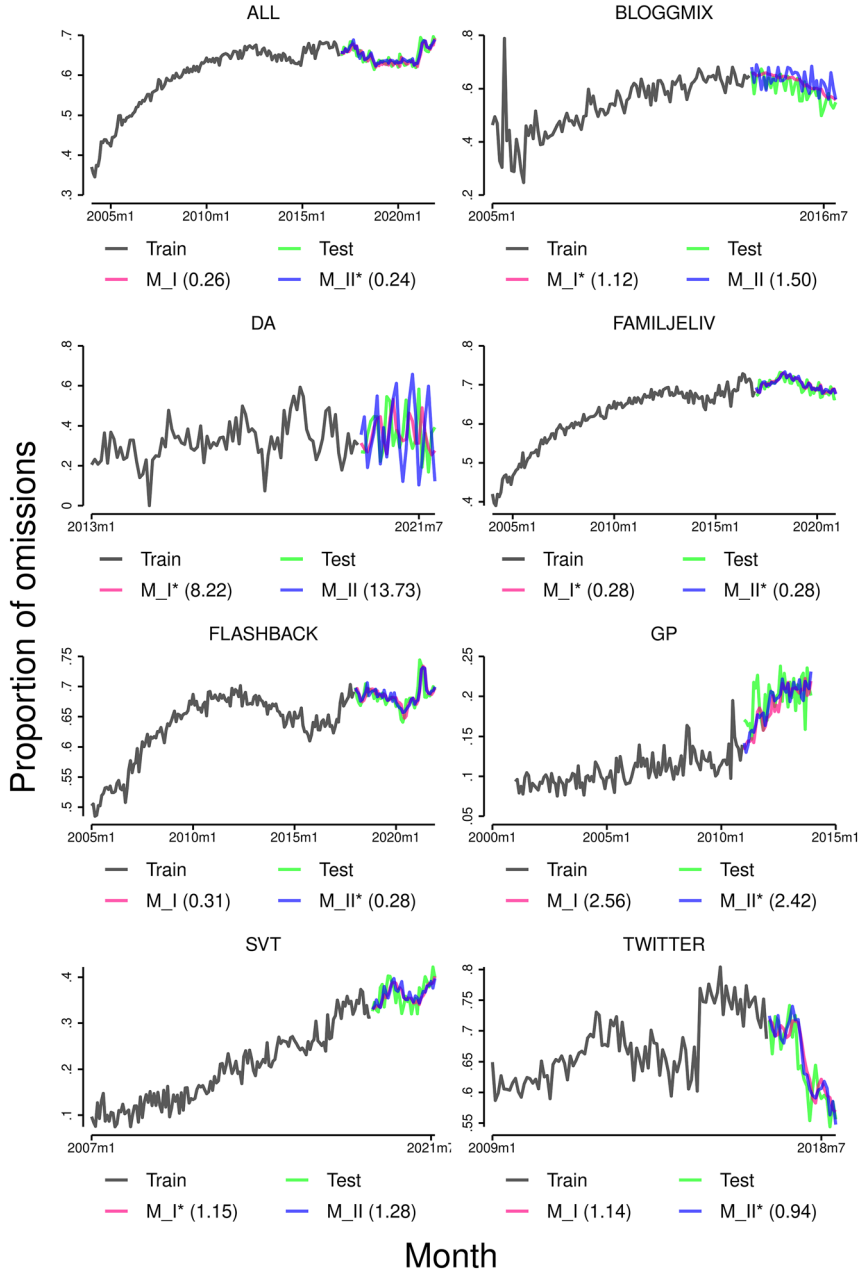 Proportion of omissions
ALL
.7
.6
.5
.4
.3
2005m1 2010m1 2015m1 2020m1
Train Test
M_I (0.26) M_II* (0.24)
BLOGGMIX
.8
.6
.4
.2
2005m1 2016m7
Train Test
M_I* (1.12) M_II (1.50)
DA
.8
.6
.4
.2
0
2013m1 2021m7
Train Test
M_I* (8.22) M_II (13.73)
FAMILJELIV
.8
.7
.6
.5
.4
2005m1 2010m1 2015m1 2020m1
Train Test
M_I* (0.28) M_II* (0.28)
FLASHBACK
.75
.7
.65
.6
.55
.5
2005m1 2010m1 2015m1 2020m1
Train Test
M_I (0.31) M_II* (0.28)
GP
.25
.2
.15
.1
.05
2000m1 2005m1 2010m1 2015m1
Train Test
M_I (2.56) M_II* (2.42)
SVT
.4
.3
.2
.1
2007m1 2021m7
Train Test
M_I* (1.15) M_II (1.28)
TWITTER
.8
.75
.7
.65
.6
.55
2009m1 2018m7
Train Test
M_I (1.14) M_II* (0.94)
Month